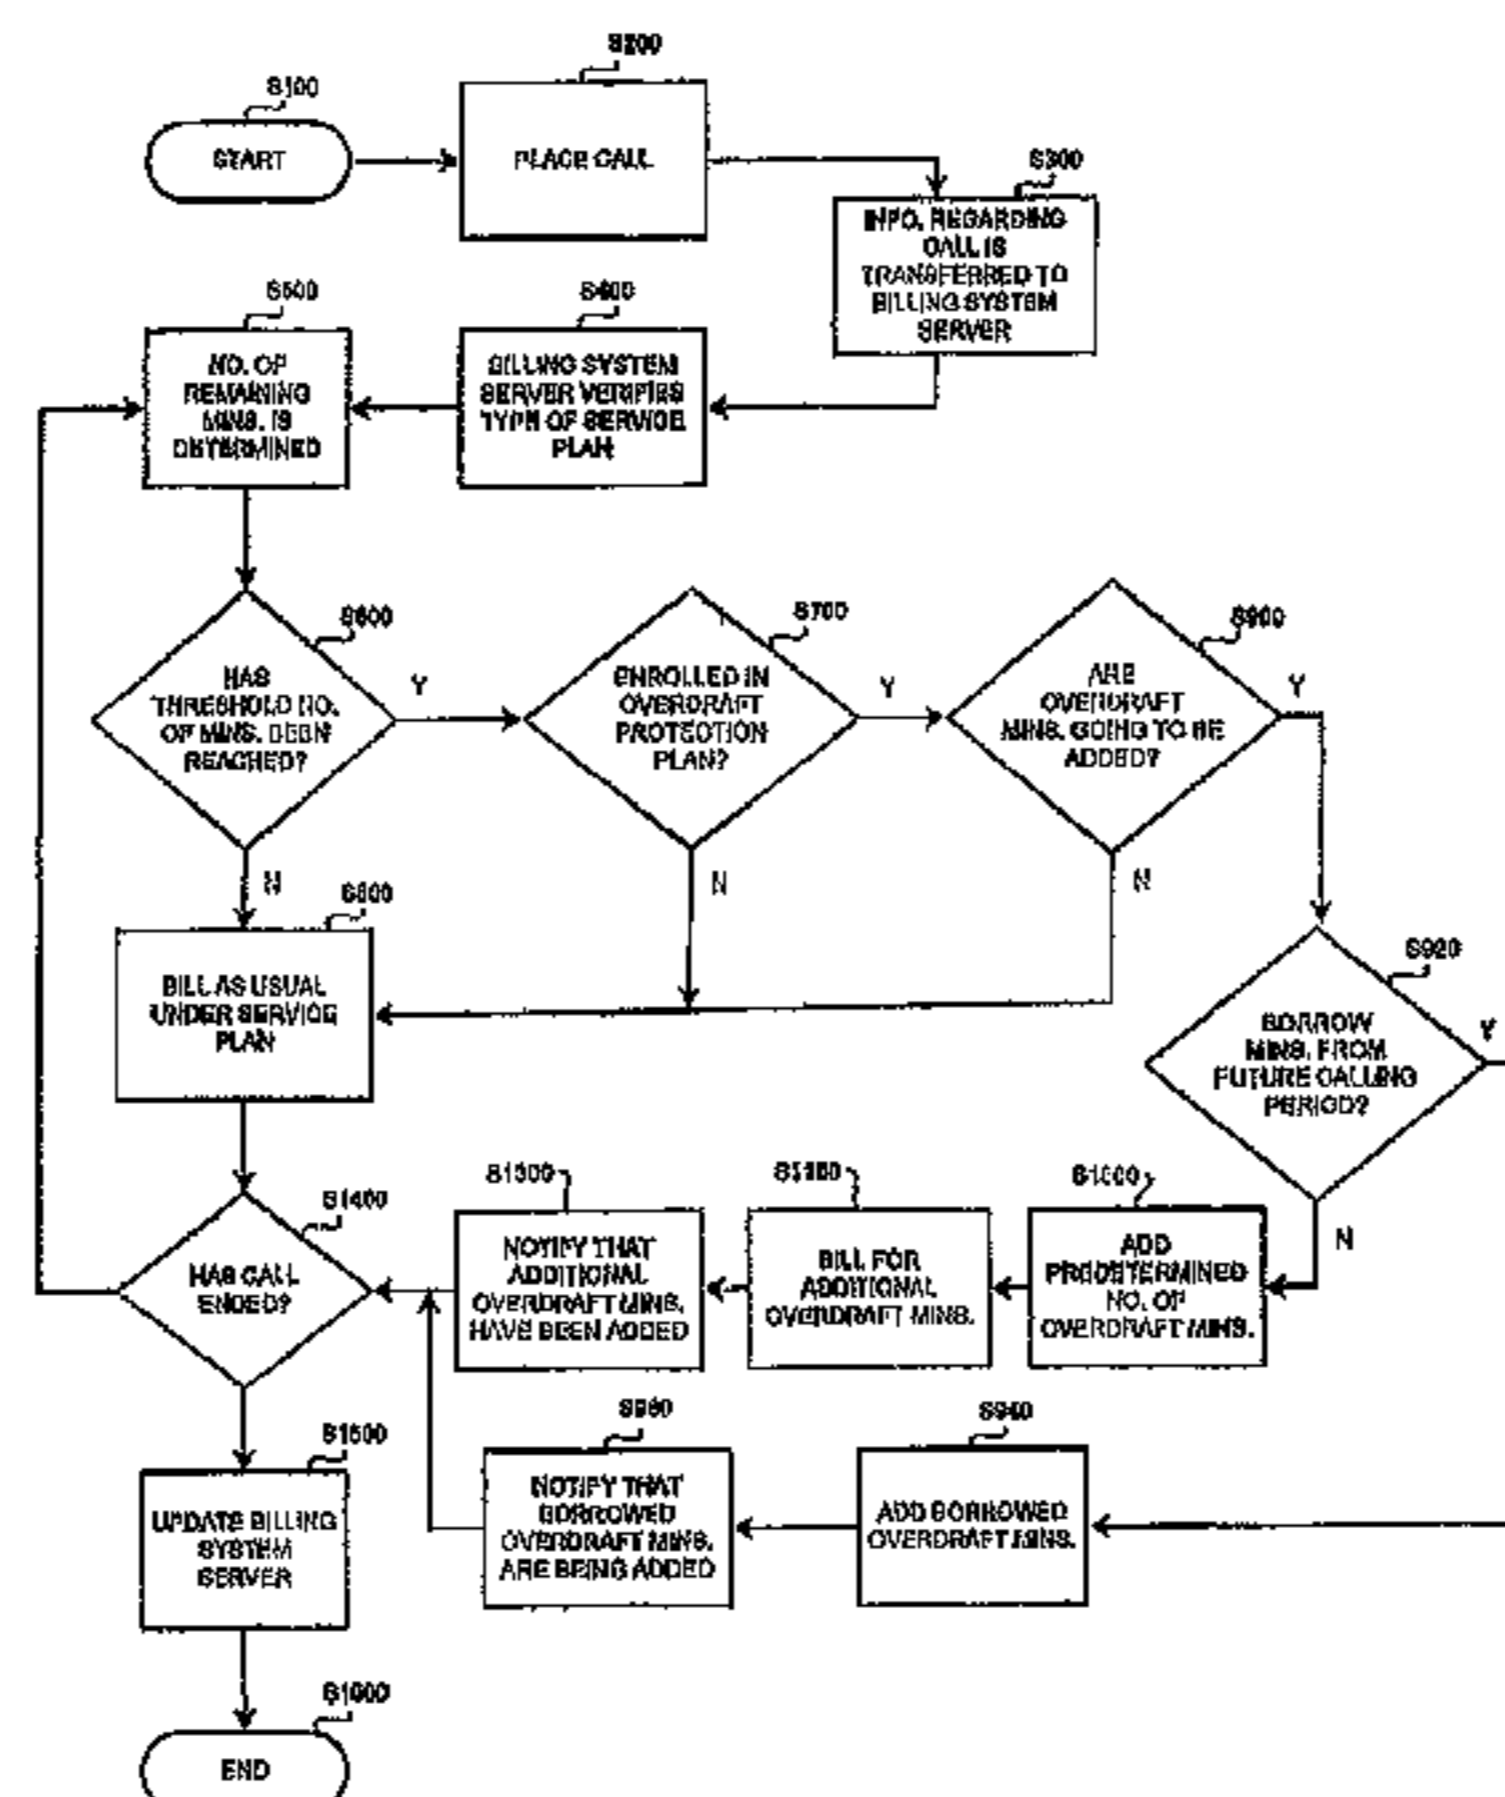 S100
START
S200
PLACE CALL
S300
INFO. REGARDING
CALL IS
TRANSFERRED TO
BILLING SYSTEM
SERVER
S400
BILLING SYSTEM
SERVER VERIFIES
TYPE OF SERVICE
PLAN
S500
NO. OF
REMAINING
MINS. IS
DETERMINED
S600
HAS
THRESHOLD NO.
OF MINS. BEEN
REACHED?
Y
N
S700
ENROLLED IN
OVERDRAFT
PROTECTION
PLAN?
Y
N
S900
ARE
OVERDRAFT
MINS. GOING TO BE
ADDED?
Y
N
S800
BILL AS USUAL
UNDER SERVICE
PLAN
S920
BORROW
MINS. FROM
FUTURE CALLING
PERIOD?
Y
N
S1000
ADD
PREDETERMINED
NO. OF
OVERDRAFT MINS.
BILL FOR
ADDITIONAL
OVERDRAFT MINS.
S1300
NOTIFY THAT
ADDITIONAL
OVERDRAFT MINS.
HAVE BEEN ADDED
S1400
HAS CALL
ENDED?
S940
ADD BORROWED
OVERDRAFT MINS.
S960
NOTIFY THAT
BORROWED
OVERDRAFT MINS.
ARE BEING ADDED
S1500
UPDATE BILLING
SYSTEM
SERVER
END